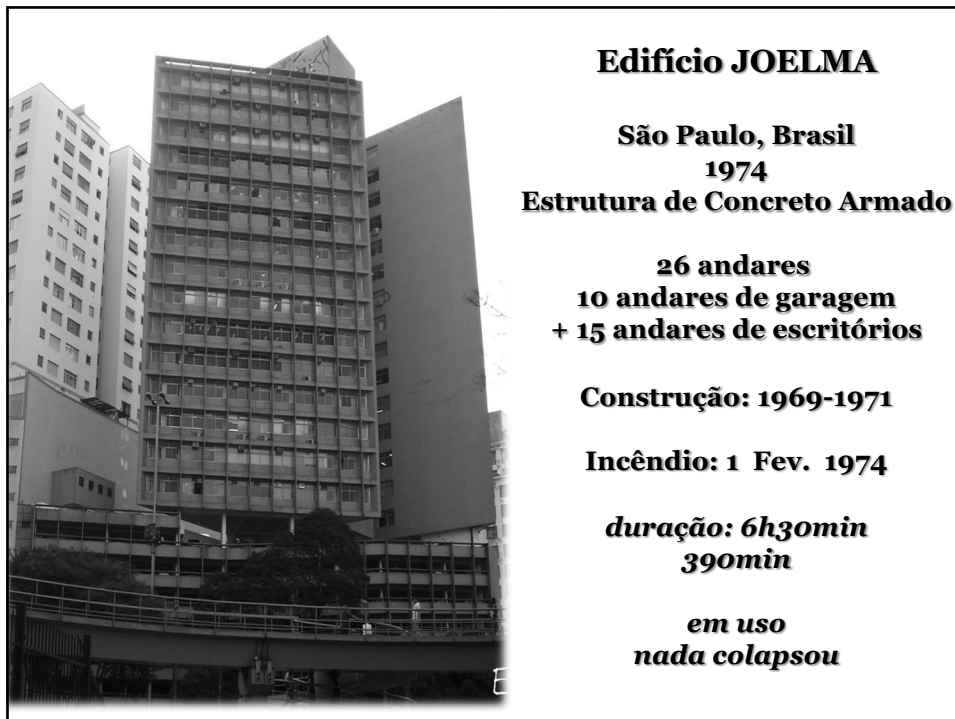 Edifício JOELMA
São Paulo, Brasil
1974
Estrutura de Concreto Armado
26 andares
10 andares de garagem
+ 15 andares de escritórios
Construção: 1969-1971
Incêndio: 1 Fev. 1974
duração: 6h30min
390min
em uso
nada colapsou